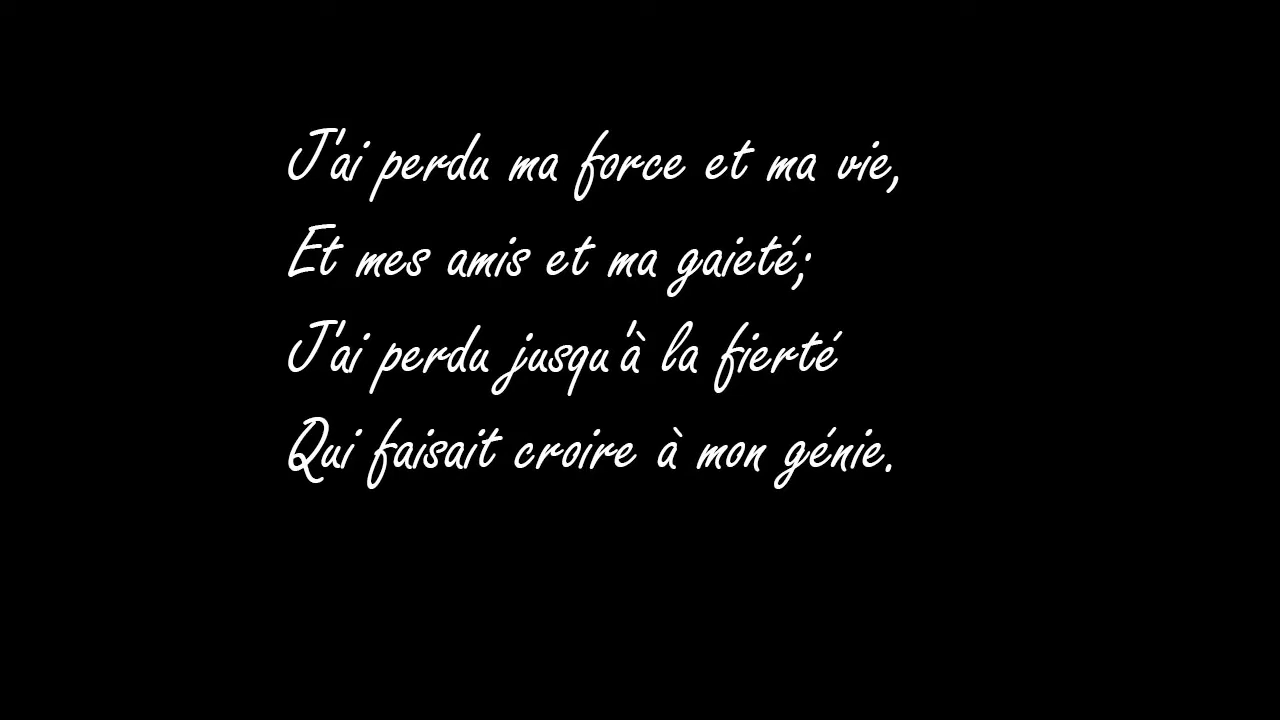 J'ai perdu ma force et ma vie,
Et mes amis et ma gaieté;
J'ai perdu jusqu'à la fierté
Qui faisait croire à mon génie.